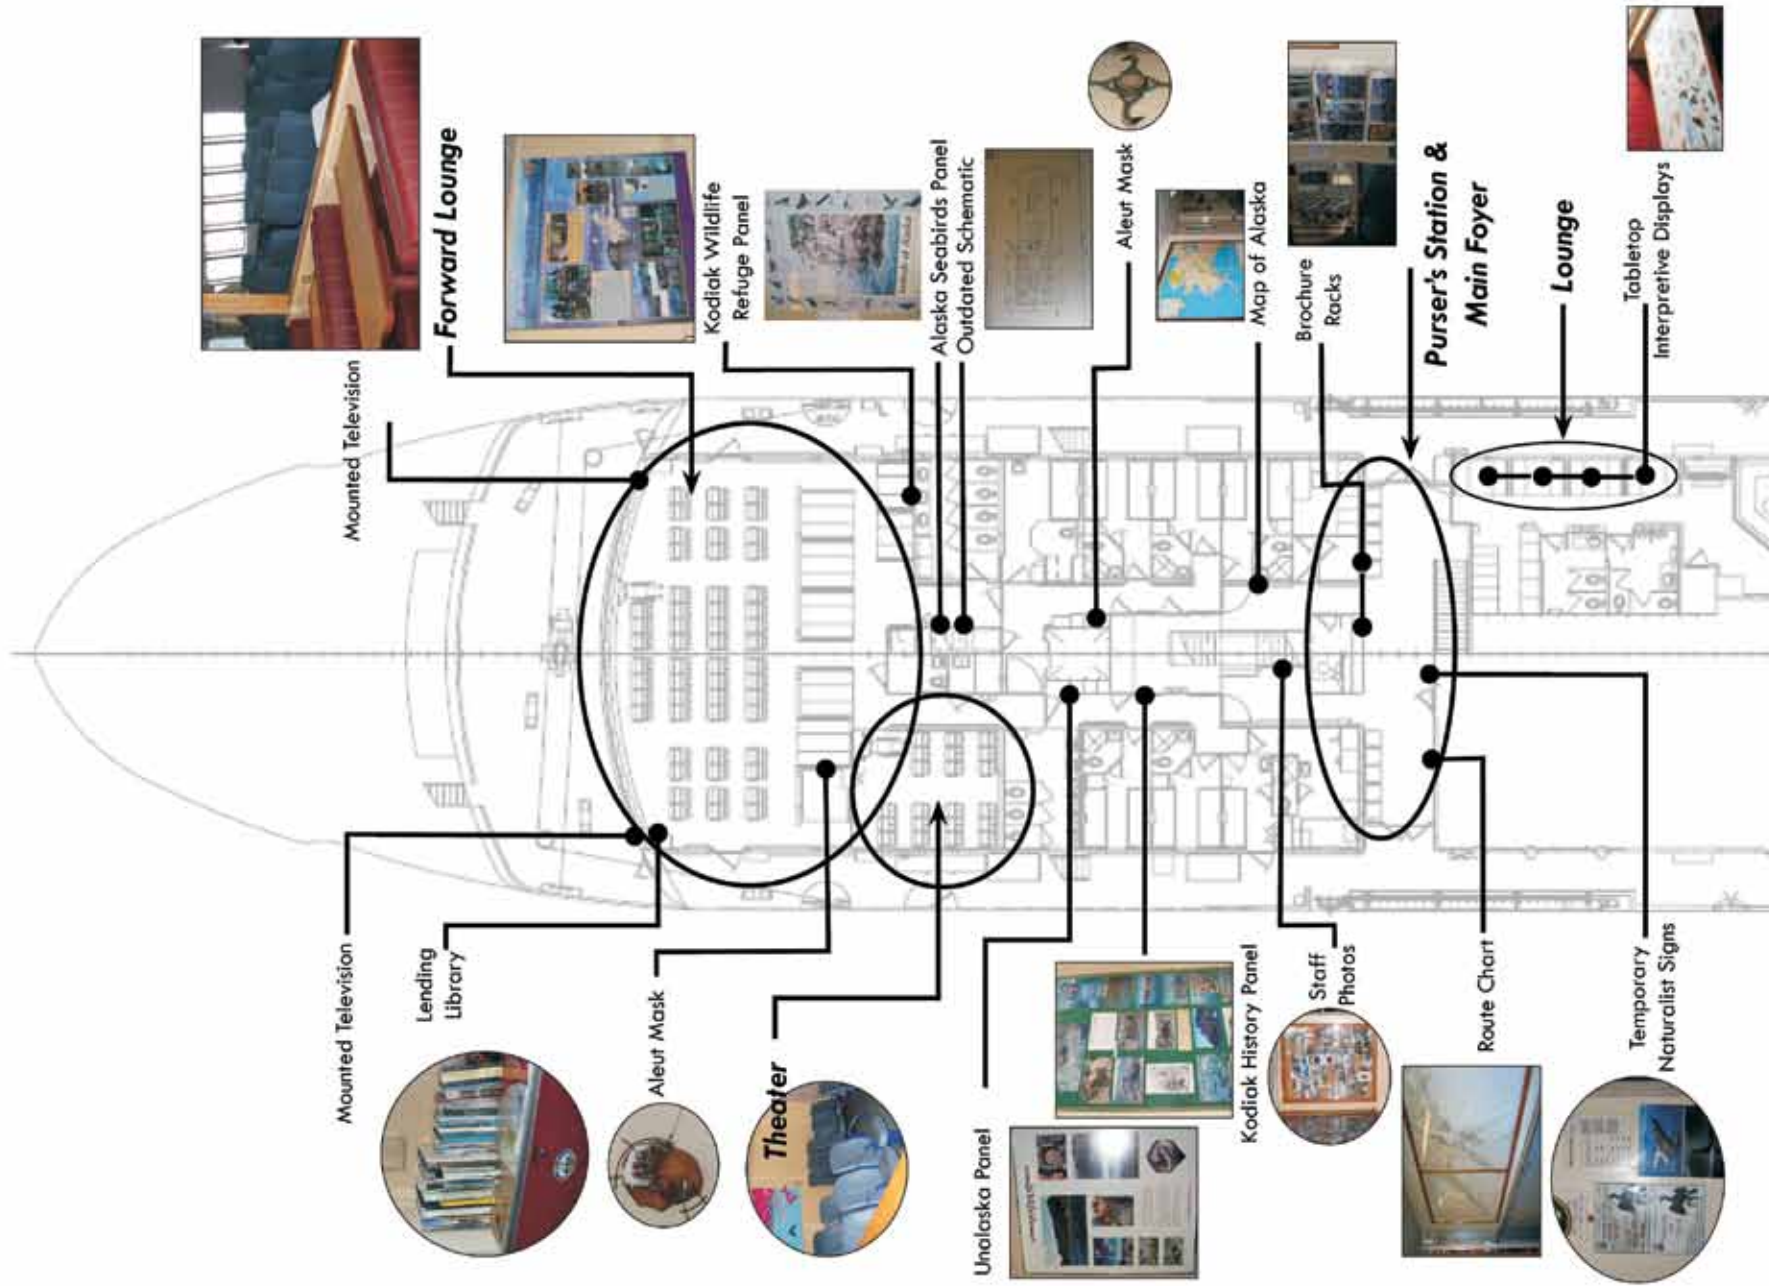 Mounted Television
Forward Lounge
Kodiak Wildlife
Refuge Panel
Alaska Seabirds Panel
Outdated Schematic
Aleut Mask
Map of Alaska
Brochure
Racks
Purser's Station &
Main Foyer
Lounge
Tabletop
Interpretive Displays
Mounted Television
Lending
Library
Aleut Mask
Theater
Unalaska Panel
Kodiak History Panel
Staff
Photos
Route Chart
Temporary
Naturalist Signs